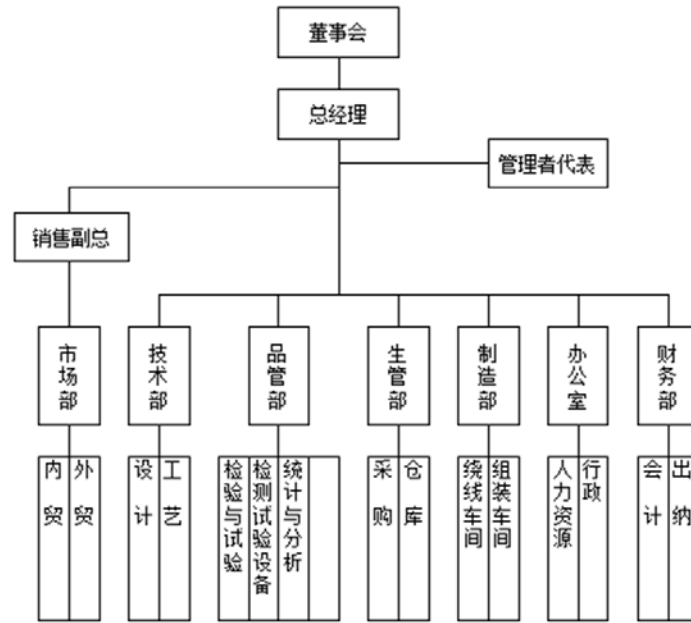 董事会
总经理
管理者代表
销售副总
市场部
技术部
品管部
生管部
制造部
办公室
财务部
内贸
外贸
设计
工艺
检验与试验
检测试验设备
统计与分析
采购
仓库
绕线车间
组装车间
人力资源
行政
会计
出纳